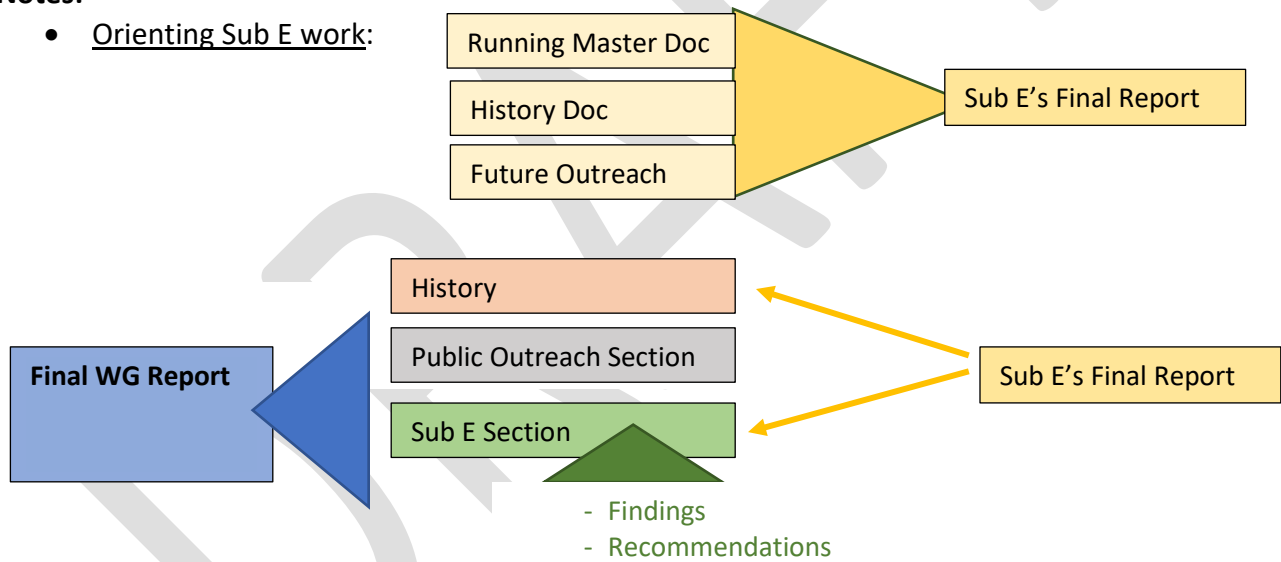 • Orienting Sub E work:
Running Master Doc
History Doc
Future Outreach
Sub E’s Final Report
History
Public Outreach Section
Sub E Section
Final WG Report
Sub E’s Final Report
- Findings
- Recommendations